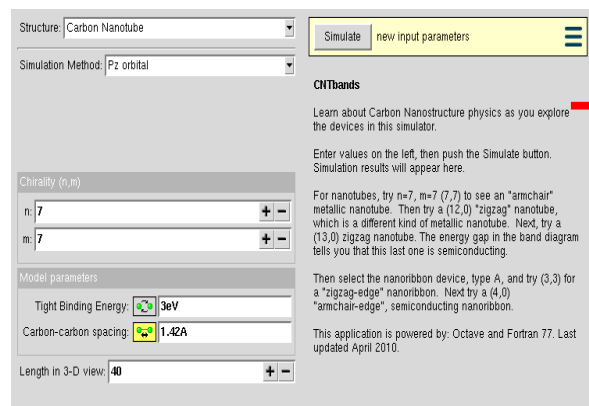 Structure: Carbon Nanotube
Simulation Method: Pz orbital
Chirality (n,m)
n: 7
m: 7
Model parameters
Tight Binding Energy: 3eV
Carbon-carbon spacing: 1.42A
Length in 3-D view: 40
Simulate new input parameters
CNTbands
Learn about Carbon Nanostructure physics as you explore
the devices in this simulator.
Enter values on the left, then push the Simulate button.
Simulation results will appear here.
For nanotubes, try n=7, m=7 (7,7) to see an "armchair"
metallic nanotube. Then try a (12,0) "zigzag" nanotube,
which is a different kind of metallic nanotube. Next, try a
(13,0) zigzag nanotube. The energy gap in the band diagram
tells you that this last one is semiconducting.
Then select the nanoribbon device, type A, and try (3,3) for
a "zigzag-edge" nanoribbon. Next try a (4,0)
"armchair-edge", semiconducting nanoribbon.
This application is powered by: Octave and Fortran 77. Last
updated April 2010.